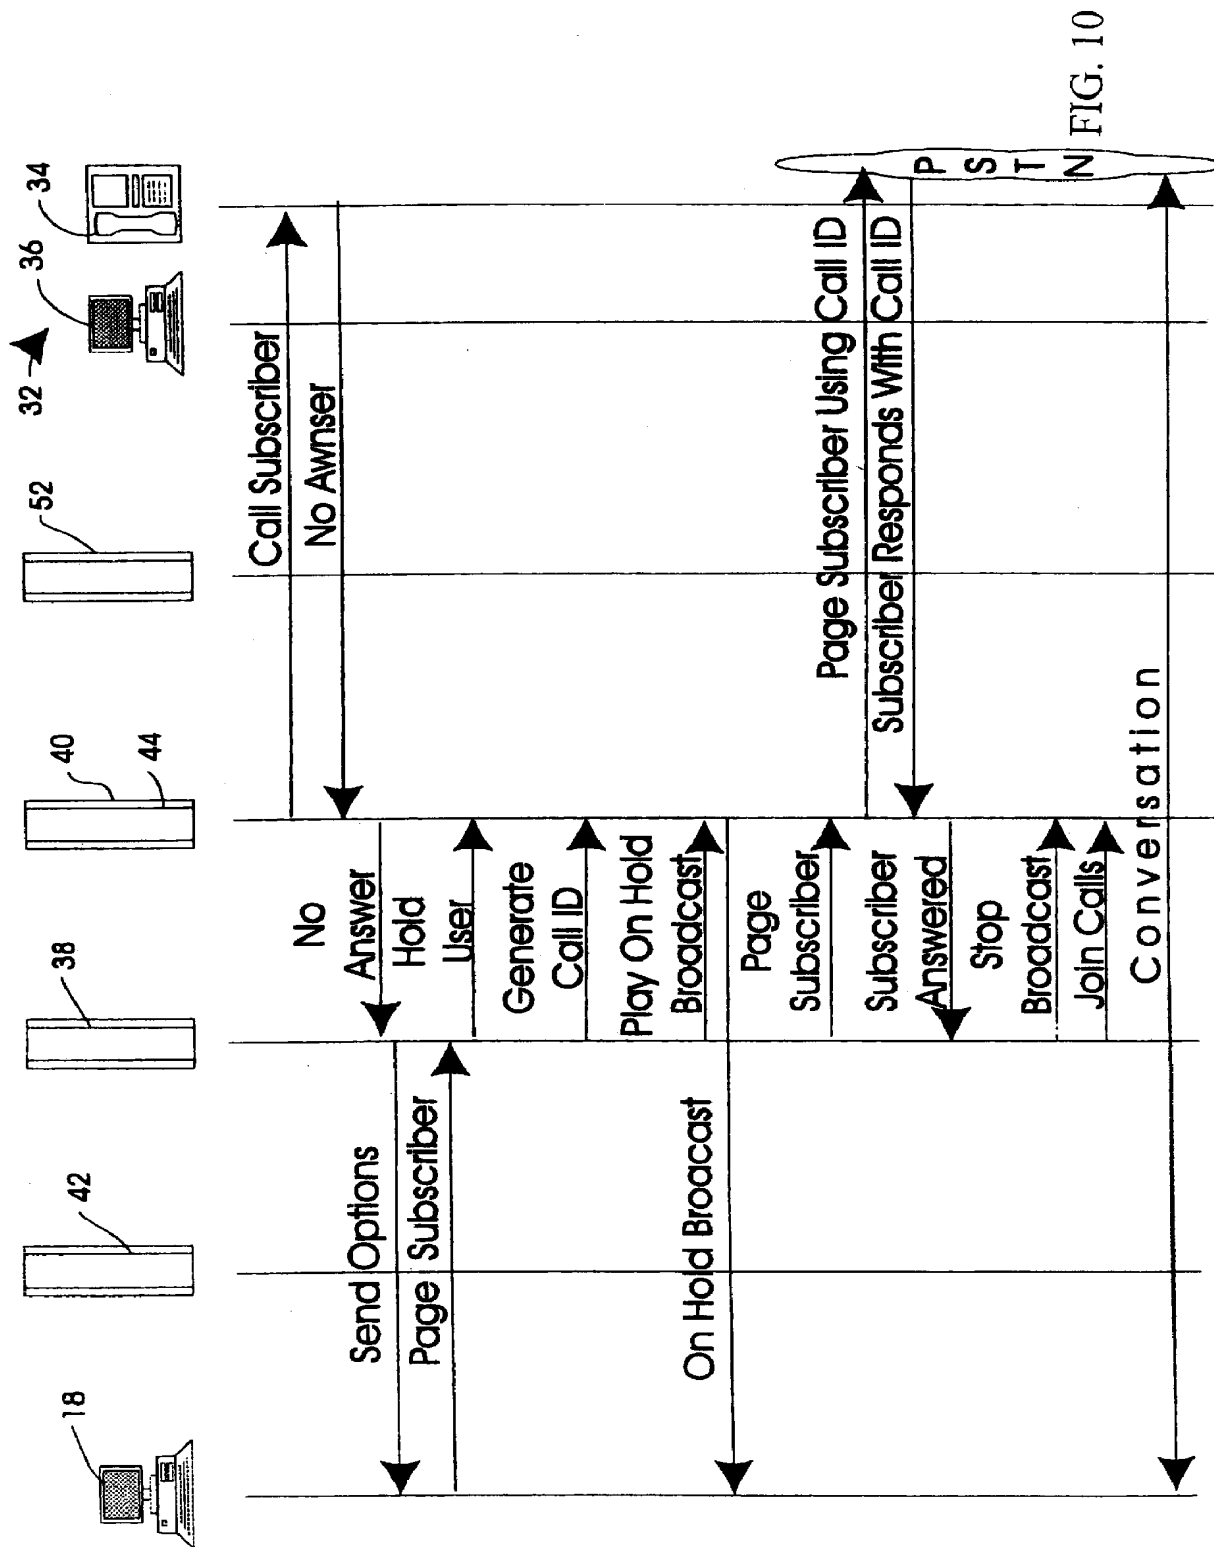 18
42
38
40
44
52
32
36
34
Call Subscriber
No Awnser
No
Answer
Send Options
Hold
Page Subscriber
User
Generate
Call ID
Play On Hold
Broadcast
On Hold Broacast
Page
Subscriber
Page Subscriber Using Call ID
Subscriber Responds With Call ID
Subscriber
Answered
Stop
Broadcast
Join Calls
Conversation
PSTN
FIG. 10